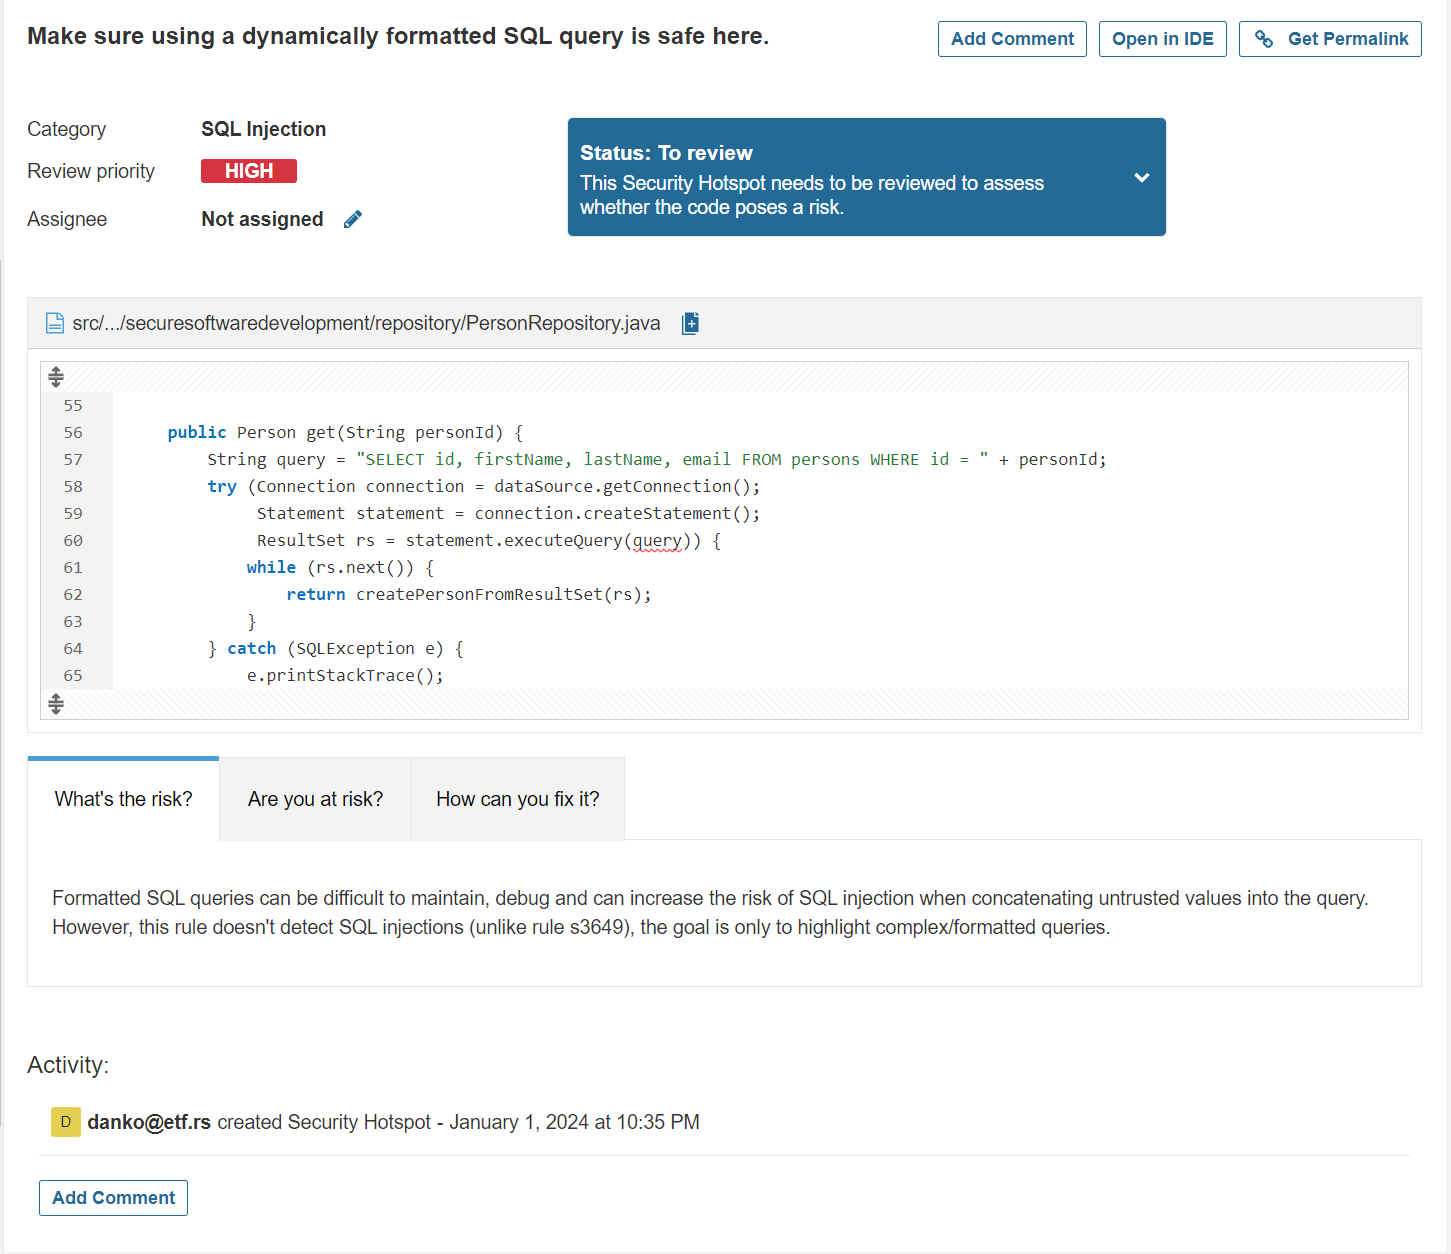 Make sure using a dynamically formatted SQL query is safe here.
Add Comment
Open in IDE
Get Permalink
Category
SQL Injection
Review priority
HIGH
Assignee
Not assigned
Status: To review
This Security Hotspot needs to be reviewed to assess
whether the code poses a risk.
src/.../securesoftwaredevelopment/repository/PersonRepository.java
55
56 public Person get(String personId) {
57 String query = "SELECT id, firstName, lastName, email FROM persons WHERE id = " + personId;
58 try (Connection connection = dataSource.getConnection();
59 Statement statement = connection.createStatement();
60 ResultSet rs = statement.executeQuery(query)) {
61 while (rs.next()) {
62 return createPersonFromResultSet(rs);
63 }
64 } catch (SQLException e) {
65 e.printStackTrace();
What's the risk?
Are you at risk?
How can you fix it?
Formatted SQL queries can be difficult to maintain, debug and can increase the risk of SQL injection when concatenating untrusted values into the query.
However, this rule doesn't detect SQL injections (unlike rule s3649), the goal is only to highlight complex/formatted queries.
Activity:
D
danko@etf.rs created Security Hotspot - January 1, 2024 at 10:35 PM
Add Comment